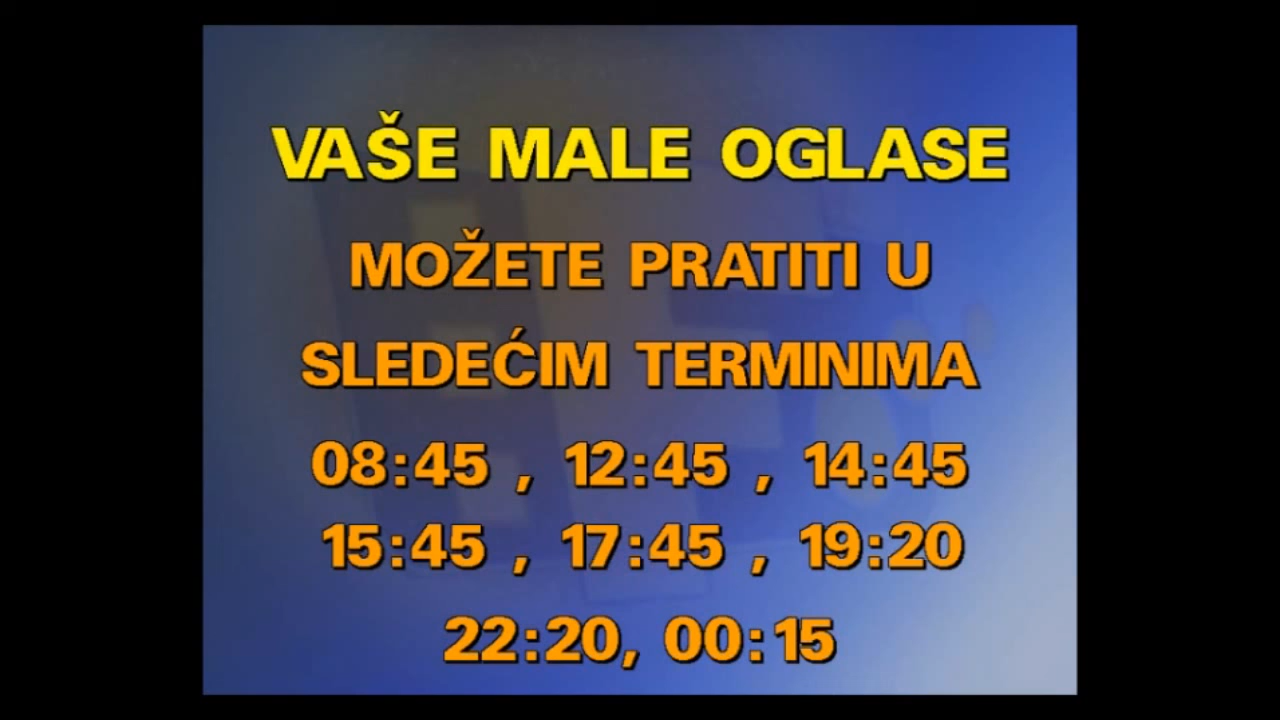 VAŠE MALE OGLASE
MOŽETE PRATITI U
SLEDEĆIM TERMINIMA
08:45 , 12:45 , 14:45
15:45 , 17:45 , 19:20
22:20, 00:15